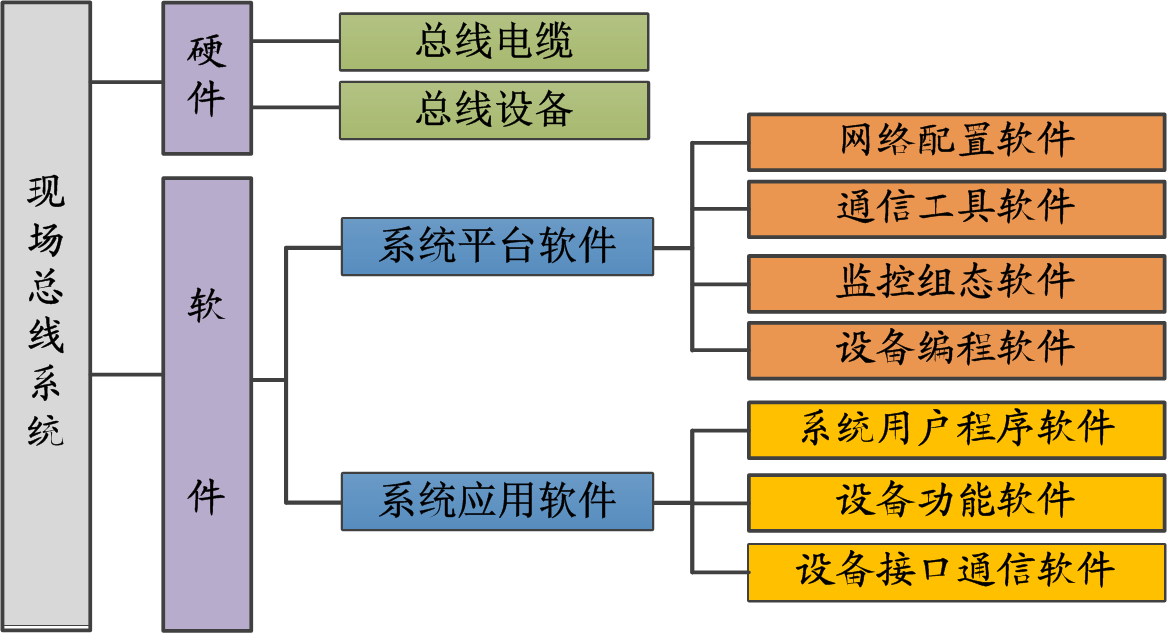 现场总线系统
硬件
总线电缆
总线设备
软件
系统平台软件
网络配置软件
通信工具软件
监控组态软件
设备编程软件
系统应用软件
系统用户程序软件
设备功能软件
设备接口通信软件